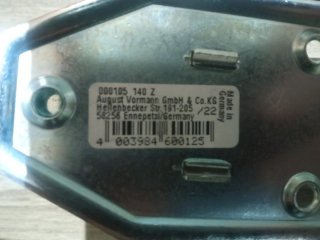 000105 140 Z
August Vormann GmbH & Co.KG
Heilenbecker Str.191-205
58256 Ennepetal/Germany
/22
Made in
Germany
4 003984 600125